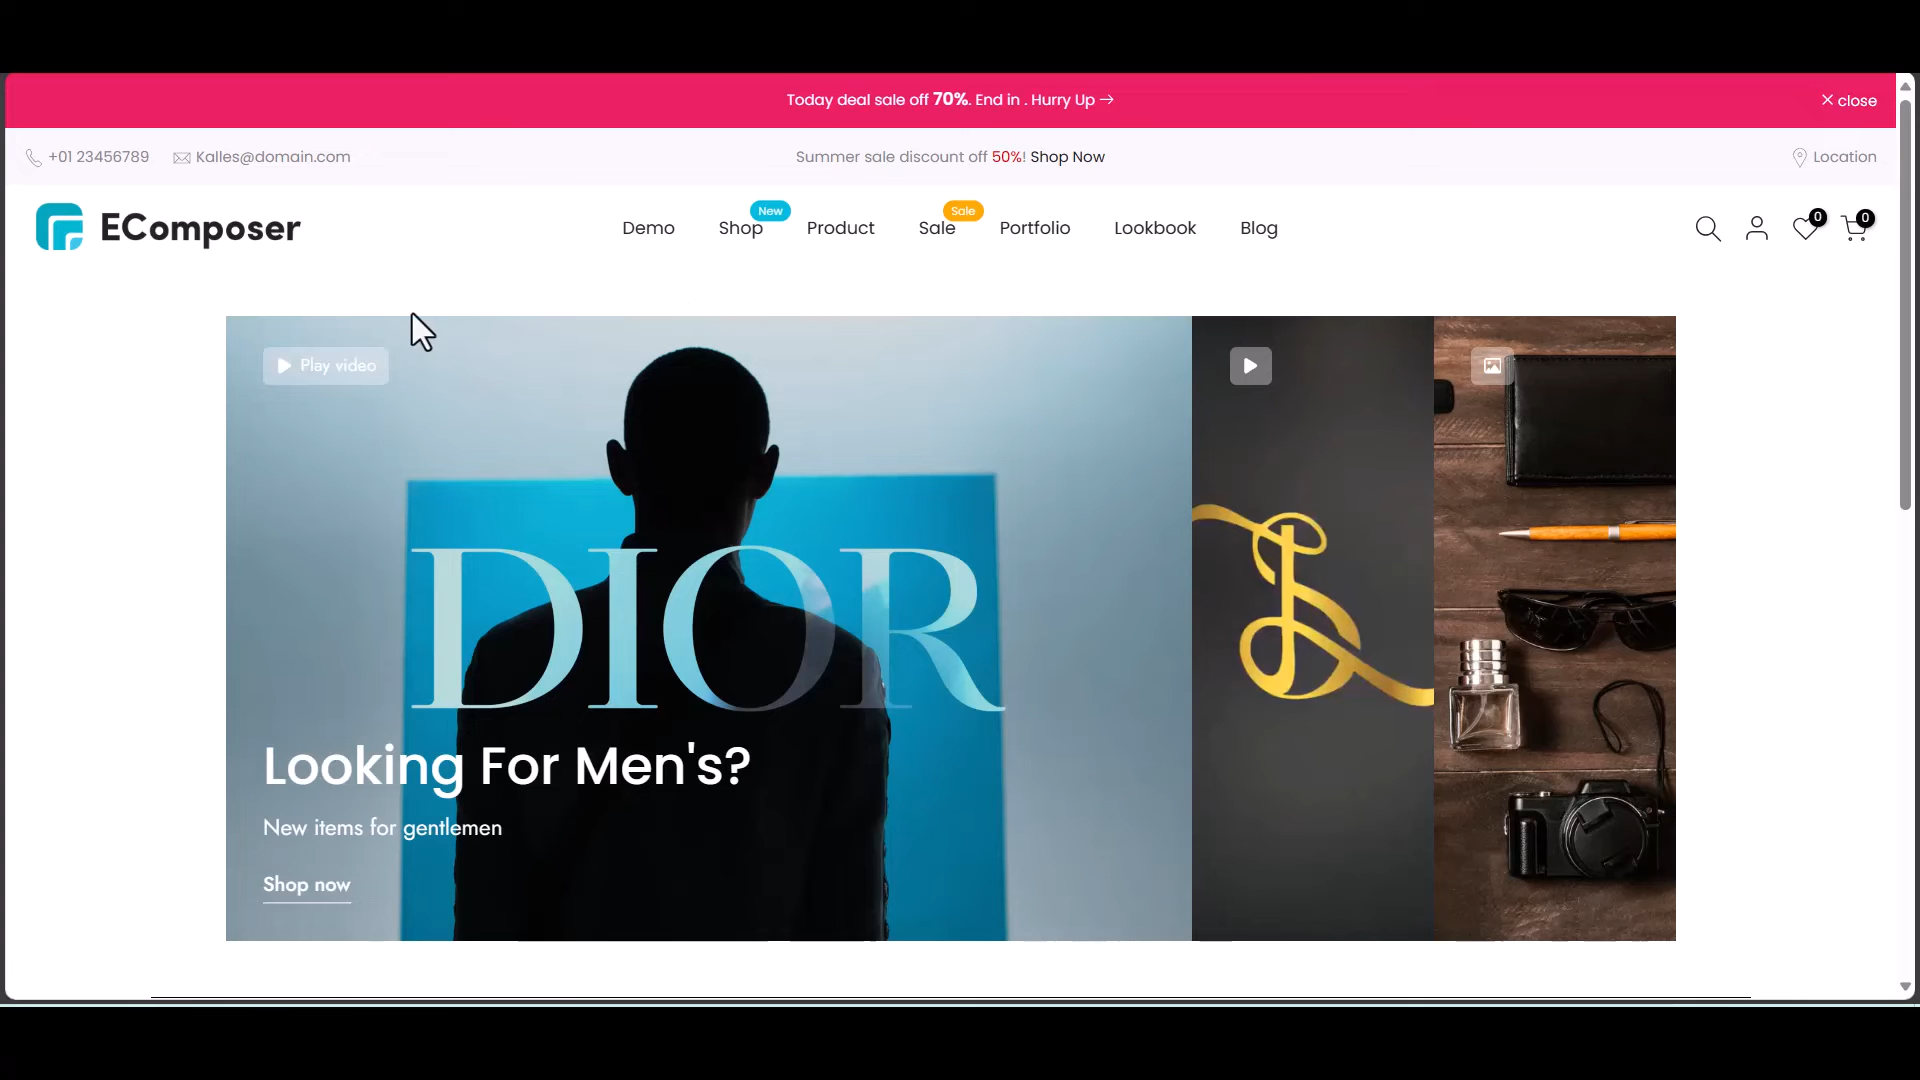 Today deal sale off 70%. End in . Hurry Up →
× close
+01 23456789
Kalles@domain.com
Summer sale discount off 50%! Shop Now
Location
EComposer
Demo
Shop
New
Product
Sale
Sale
Portfolio
Lookbook
Blog
0
0
Play video
DIOR
Looking For Men's?
New items for gentlemen
Shop now